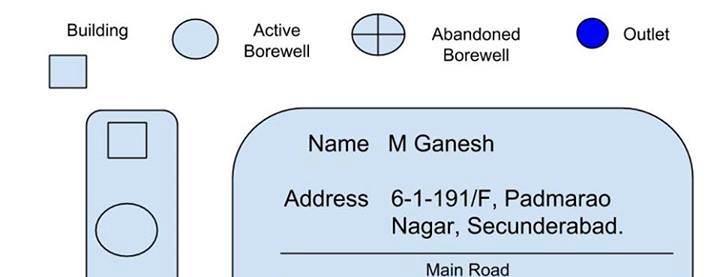 Building
Active
Borewell
Abandoned
Borewell
Outlet
Name M Ganesh
Address 6-1-191/F, Padmarao
Nagar, Secunderabad.
Main Road